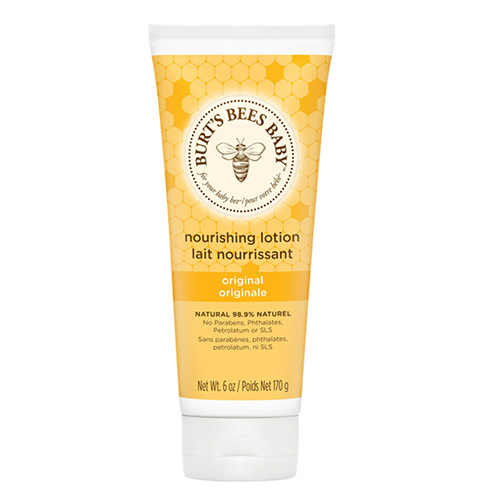 BURT'S BEES BABY
for your baby bee! / pour votre bébé!
nourishing lotion
lait nourrissant
original
originale
NATURAL 98.9% NATUREL
No Parabens, Phthalates,
Petrolatum or SLS
Sans parabènes, phthalates,
petrolatum, ni SLS
Net Wt. 6 oz / Poids Net 170 g